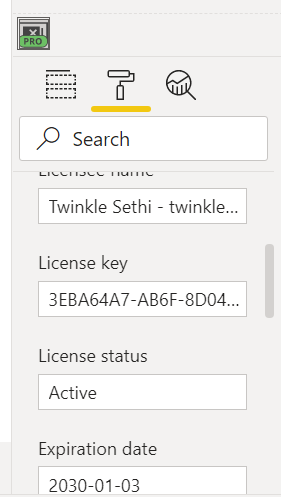 PRO
Search
Licensee name
Twinkle Sethi - twinkle...
License key
3EBA64A7-AB6F-8D04...
License status
Active
Expiration date
2030-01-03